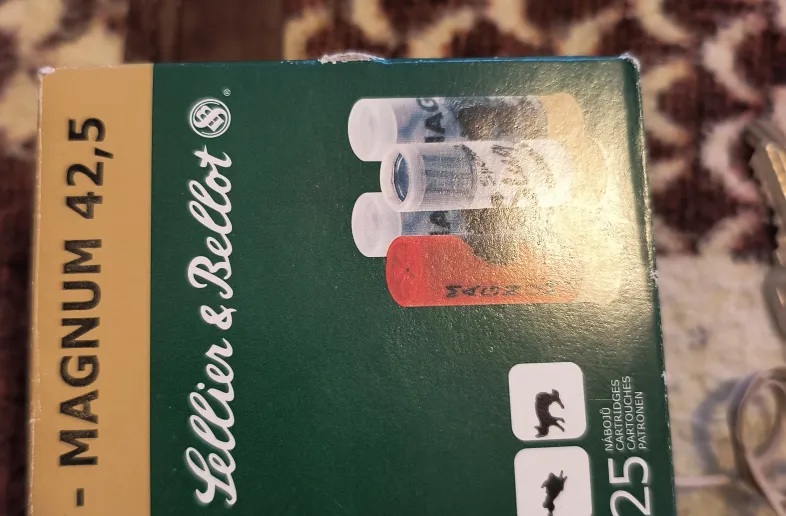 - MAGNUM 42,5
Sellier & Bellot
®
25
NÁBOJŮ
CARTRIDGES
CARTOUCHES
PATRONEN